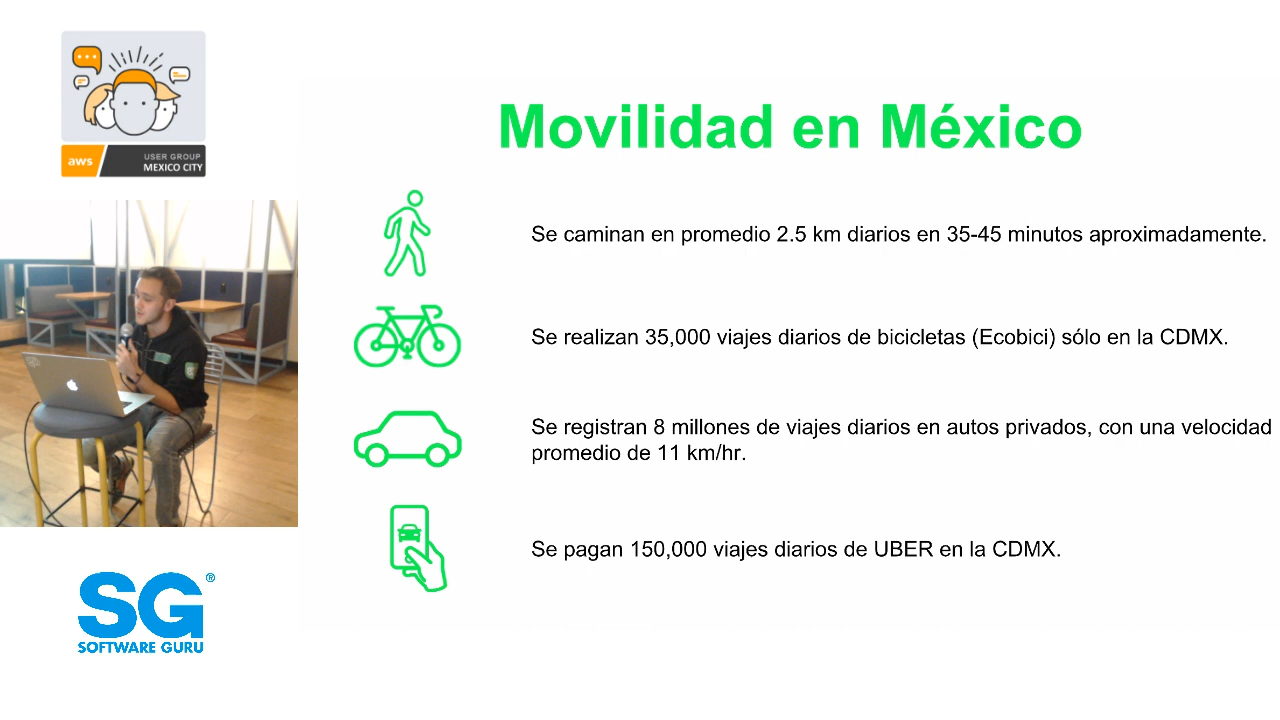 aws
USER GROUP
MEXICO CITY
Movilidad en México
Se caminan en promedio 2.5 km diarios en 35-45 minutos aproximadamente.
Se realizan 35,000 viajes diarios de bicicletas (Ecobici) sólo en la CDMX.
Se registran 8 millones de viajes diarios en autos privados, con una velocidad
promedio de 11 km/hr.
Se pagan 150,000 viajes diarios de UBER en la CDMX.
SG®
SOFTWARE GURU